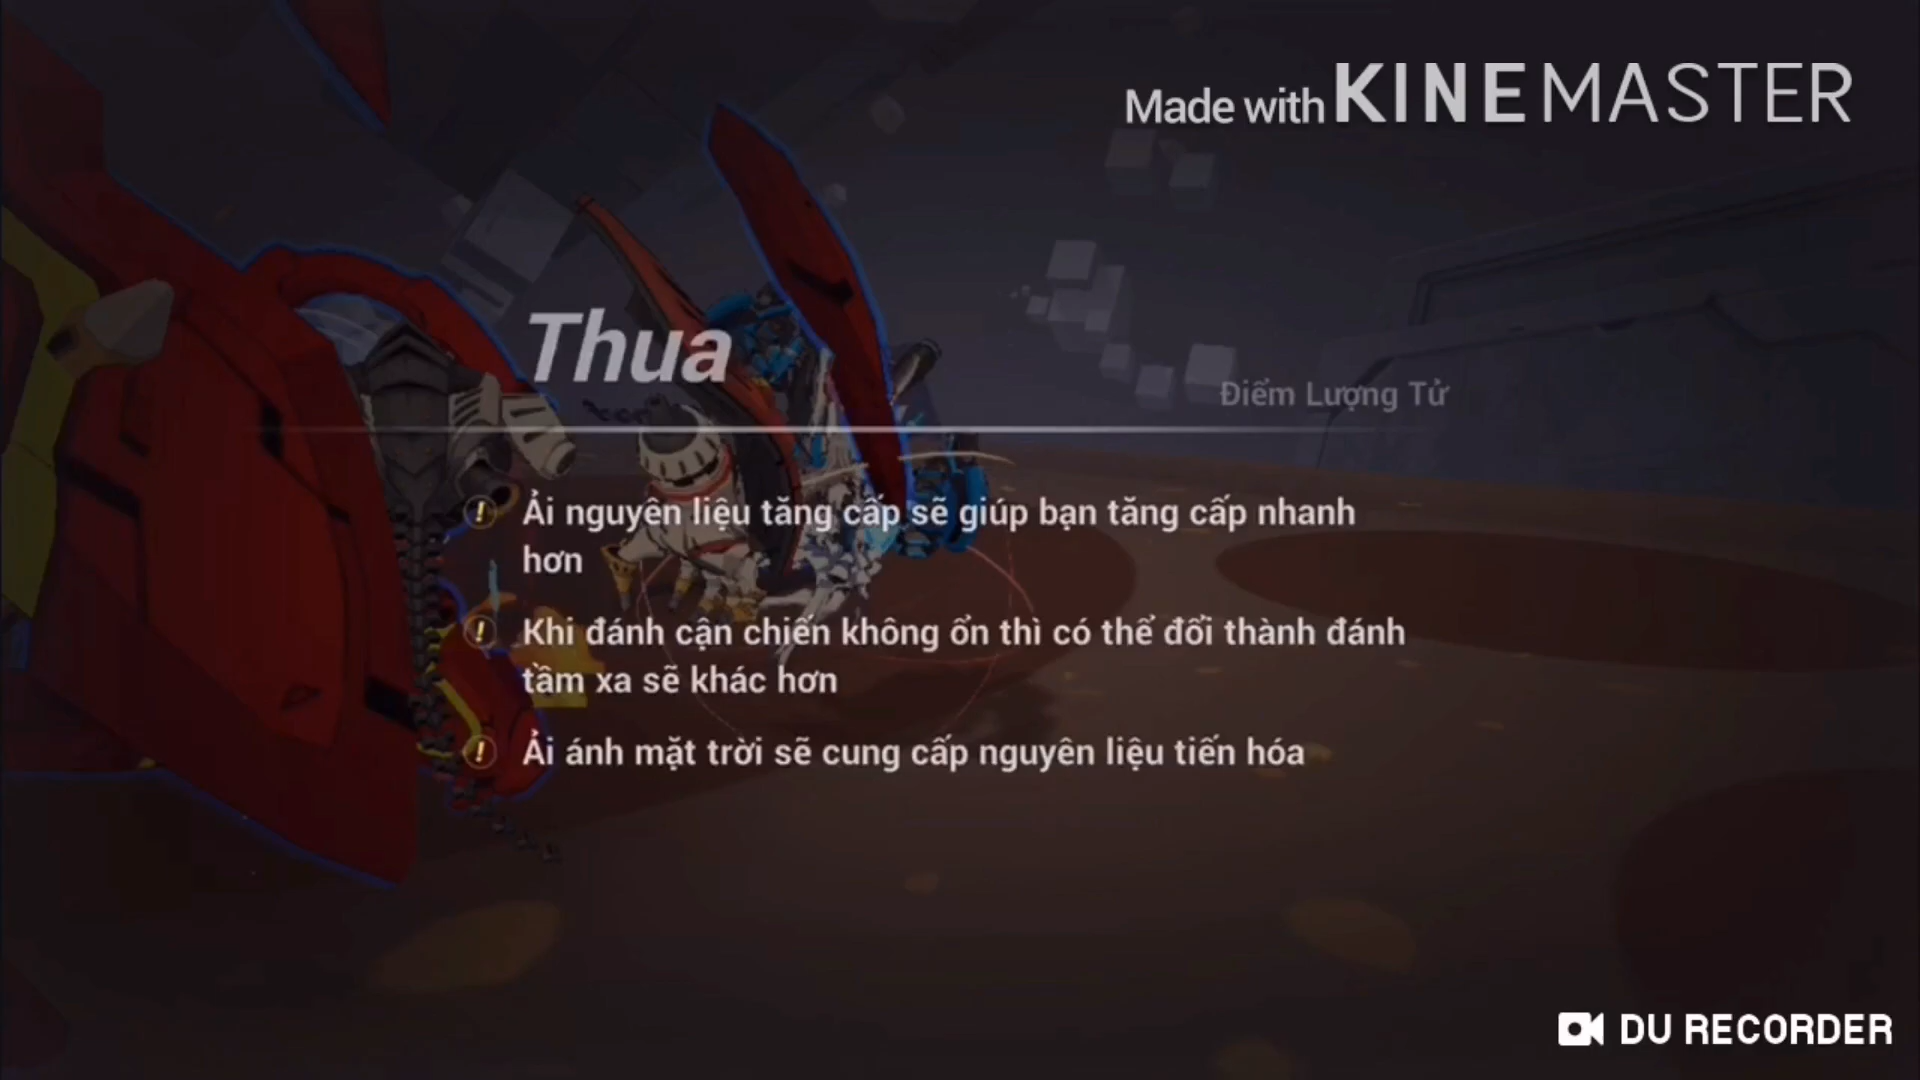 Made with KINEMASTER
Thua
Điểm Lượng Tử
Ải nguyên liệu tăng cấp sẽ giúp bạn tăng cấp nhanh
hơn
Khi đánh cận chiến không ổn thì có thể đổi thành đánh
tầm xa sẽ khác hơn
Ải ánh mặt trời sẽ cung cấp nguyên liệu tiến hóa
DU RECORDER